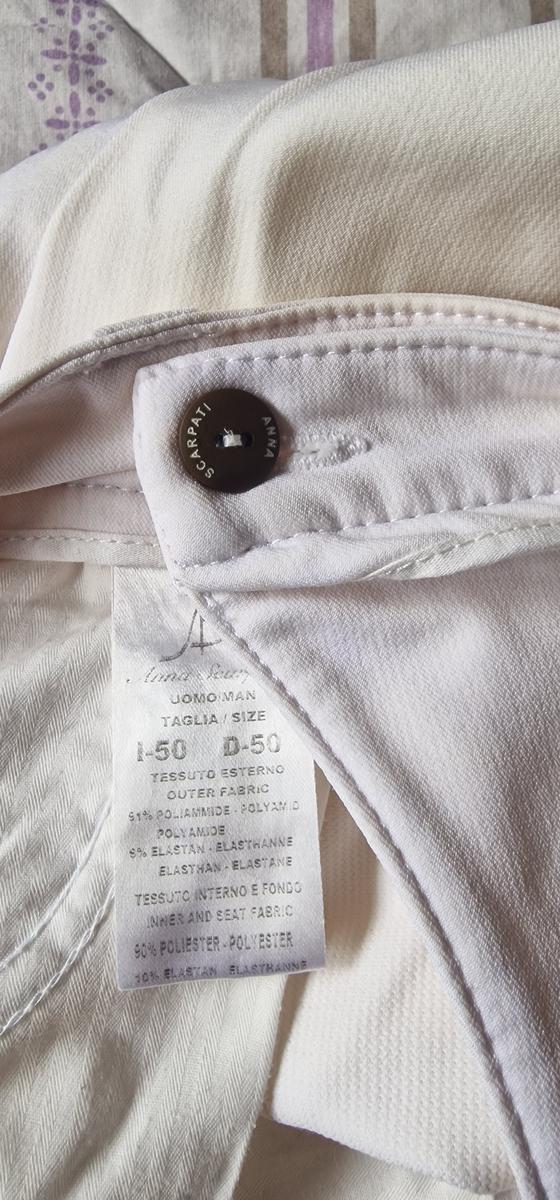 SCARPATI ANNA
Anna
UOMO/MAN
TAGLIA / SIZE
I-50 D-50
TESSUTO ESTERNO
OUTER FABRIC
91% POLIAMMIDE - POLYAMID
POLYAMIDE
9% ELASTAN - ELASTHANNE
ELASTHAN - ELASTANE
TESSUTO INTERNO E FONDO
INNER AND SEAT FABRIC
90% POLIESTER - POLYESTER
10% ELASTAN ELASTHANNE